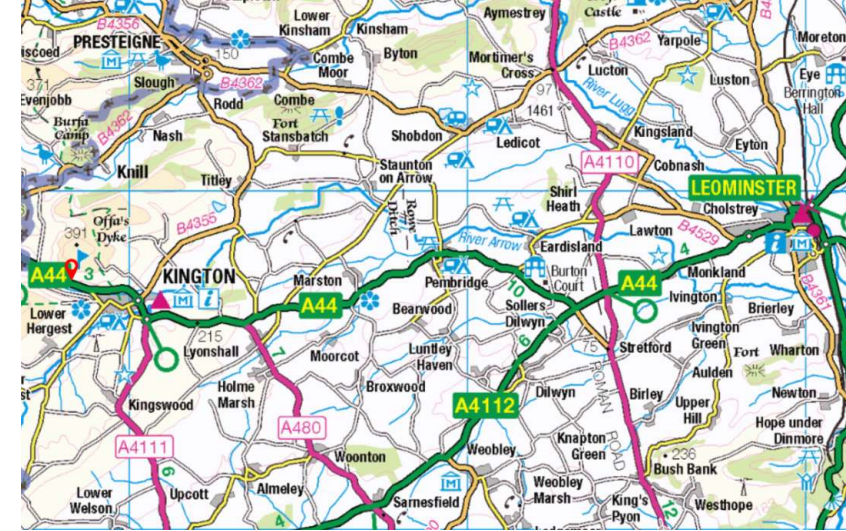 B4356
Lower
Kinsham
Kinsham
Aymestrey
Castle
B4362
Yarpole
Moreton
PRESTEIGNE
150
Combe
Moor
Byton
Mortimer's
Cross
Lucton
Luston
Eye
Berrington
Hall
371
Evenjobb
Slough
B4362
97
1461
River Lugg
Rodd
Combe
Burfa
Camp
B4362
Nash
Fort
Stansbatch
Shobdon
Ledicot
Kingsland
Eyton
Knill
Staunton
on Arrow
A4110
Cobnash
Titley
Shirl
Heath
LEOMINSTER
Cholstrey
Offa's
Dyke
391
B4355
Rowe
Ditch
River Arrow
Eardisland
Lawton
B4529
4
A44
3
KINGTON
Marston
Pembridge
Burton
Court
A44
Monkland
10
A44
Sollers
Dilwyn
Ivington
B4361
Lower
Hergest
215
Lyonshall
Bearwood
Brierley
Ivington
Green
7
Moorcot
Luntley
Haven
6
75
Stretford
Fort
Wharton
Holme
Marsh
Broxwood
Aulden
Kingswood
A4112
Dilwyn
ROMAN ROAD
Birley
Upper
Hill
Newton
A480
Hope under
Dinmore
A4111
Knapton
Green
6
Woonton
Weobley
236
Bush Bank
Lower
Welson
Upcott
Almeley
Weobley
Marsh
4
Sarnesfield
King's
Pyon
12
Westhope